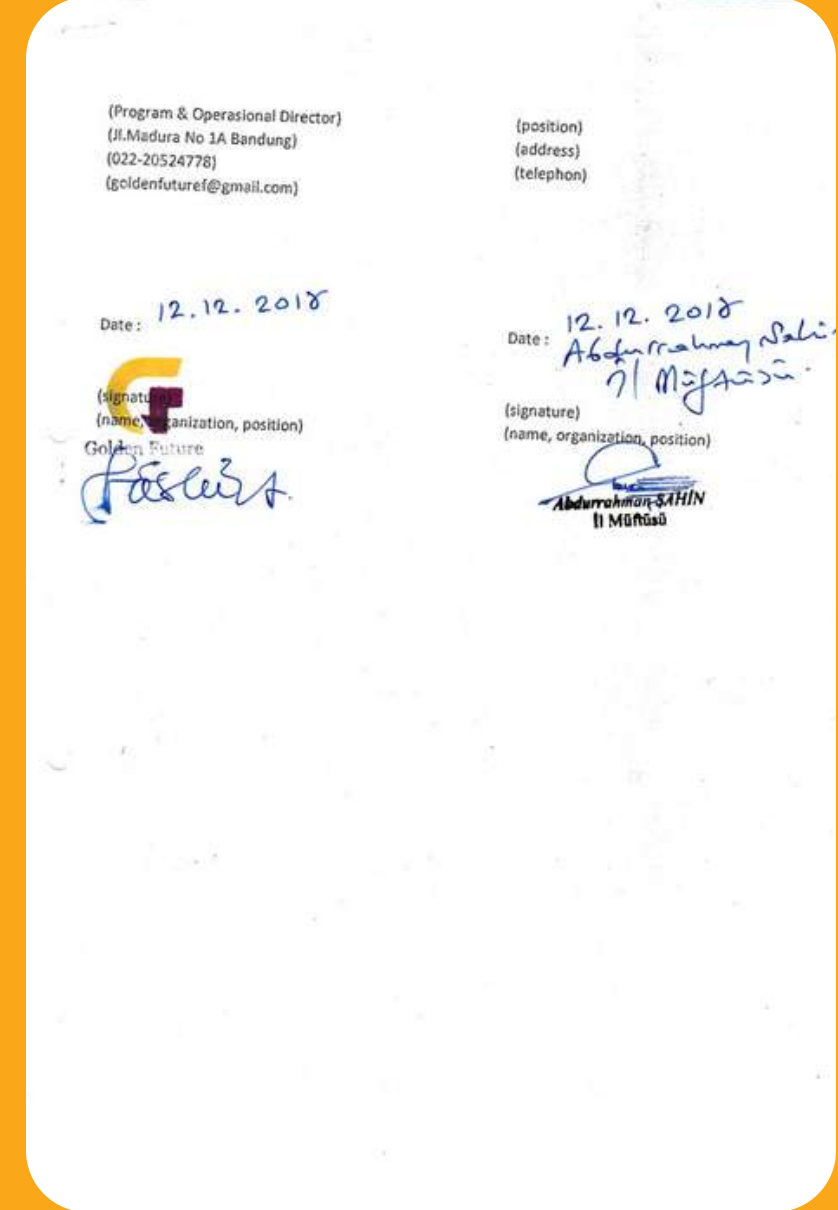 (Program & Operasional Director)
(Jl.Madura No 1A Bandung)
(022-20524778)
(goldenfuturef@gmail.com)
(position)
(address)
(telephon)
Date : 12.12.2018
(signature)
(name, organization, position)
Golden Future
Date : 12.12.2018
Abdurrahman Şahin
İl Müftüsü.
(signature)
(name, organization, position)
Abdurrahman ŞAHİN
İl Müftüsü